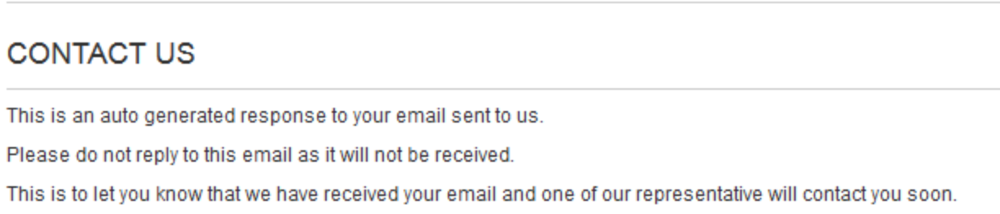 CONTACT US
This is an auto generated response to your email sent to us.
Please do not reply to this email as it will not be received.
This is to let you know that we have received your email and one of our representative will contact you soon.